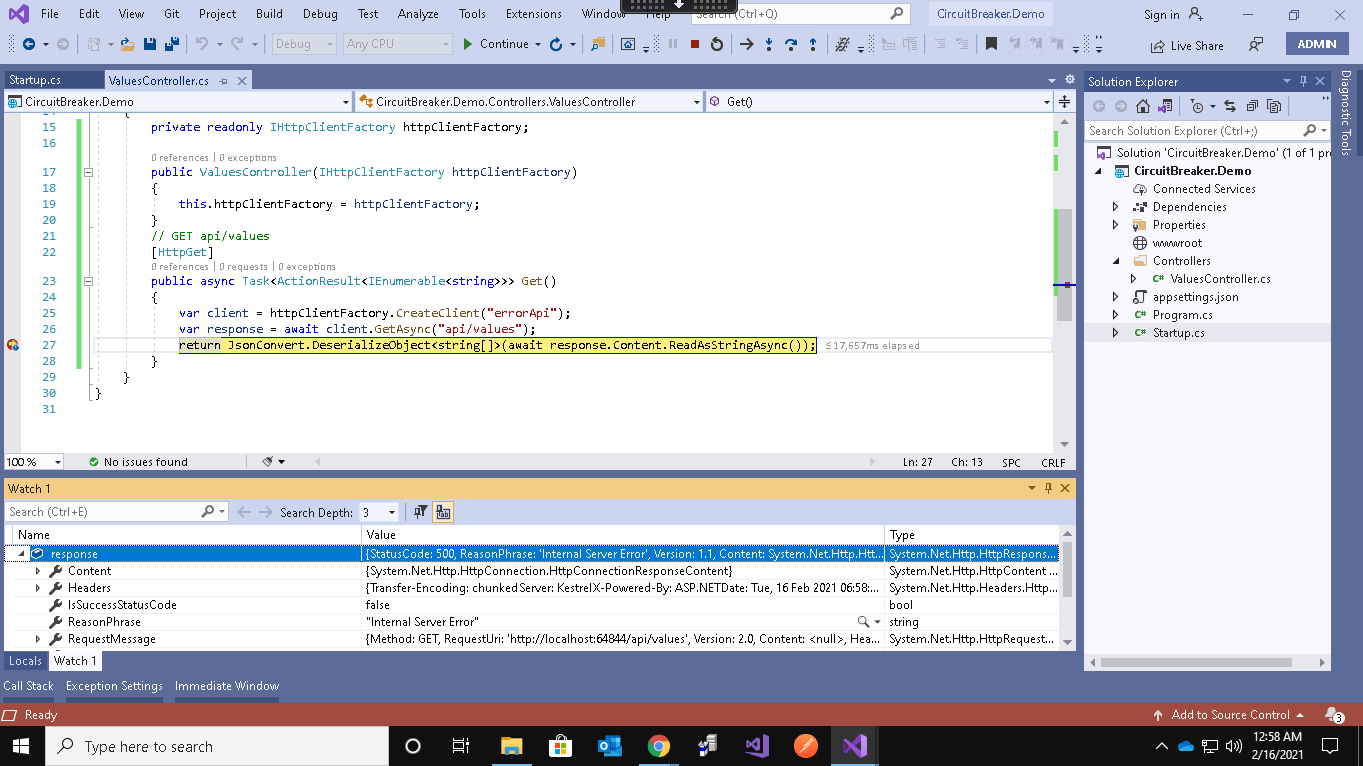 File Edit View Git Project Build Debug Test Analyze Tools Extensions Window Help Search (Ctrl+Q) CircuitBreaker.Demo Sign in
Debug Any CPU Continue Live Share ADMIN
Startup.cs ValuesController.cs
CircuitBreaker.Demo CircuitBreaker.Demo.Controllers.ValuesController Get()
14 {
15 private readonly IHttpClientFactory httpClientFactory;
16
0 references | 0 exceptions
17 public ValuesController(IHttpClientFactory httpClientFactory)
18 {
19 this.httpClientFactory = httpClientFactory;
20 }
21 // GET api/values
22 [HttpGet]
0 references | 0 requests | 0 exceptions
23 public async Task<ActionResult<IEnumerable<string>>> Get()
24 {
25 var client = httpClientFactory.CreateClient("errorApi");
26 var response = await client.GetAsync("api/values");
27 return JsonConvert.DeserializeObject<string[]>(await response.Content.ReadAsStringAsync()); ≤17,657ms elapsed
28 }
29 }
30 }
31
100 % No issues found Ln: 27 Ch: 13 SPC CRLF
Watch 1
Search (Ctrl+E) Search Depth: 3
Name Value Type
response {StatusCode: 500, ReasonPhrase: 'Internal Server Error', Version: 1.1, Content: System.Net.Http.Htt... System.Net.Http.HttpRespons...
Content {System.Net.Http.HttpConnection.HttpConnectionResponseContent} System.Net.Http.HttpContent ...
Headers {Transfer-Encoding: chunkedServer: KestrelX-Powered-By: ASP.NETDate: Tue, 16 Feb 2021 06:58:... System.Net.Http.Headers.Http...
IsSuccessStatusCode false bool
ReasonPhrase "Internal Server Error" string
RequestMessage {Method: GET, RequestUri: 'http://localhost:64844/api/values', Version: 2.0, Content: <null>, Hea... System.Net.Http.HttpRequest...
Locals Watch 1
Call Stack Exception Settings Immediate Window
Solution Explorer
Search Solution Explorer (Ctrl+;)
Solution 'CircuitBreaker.Demo' (1 of 1 pr
CircuitBreaker.Demo
Connected Services
Dependencies
Properties
wwwroot
Controllers
ValuesController.cs
appsettings.json
Program.cs
Startup.cs
Diagnostic Tools
Ready Add to Source Control 3
Type here to search 12:58 AM
2/16/2021